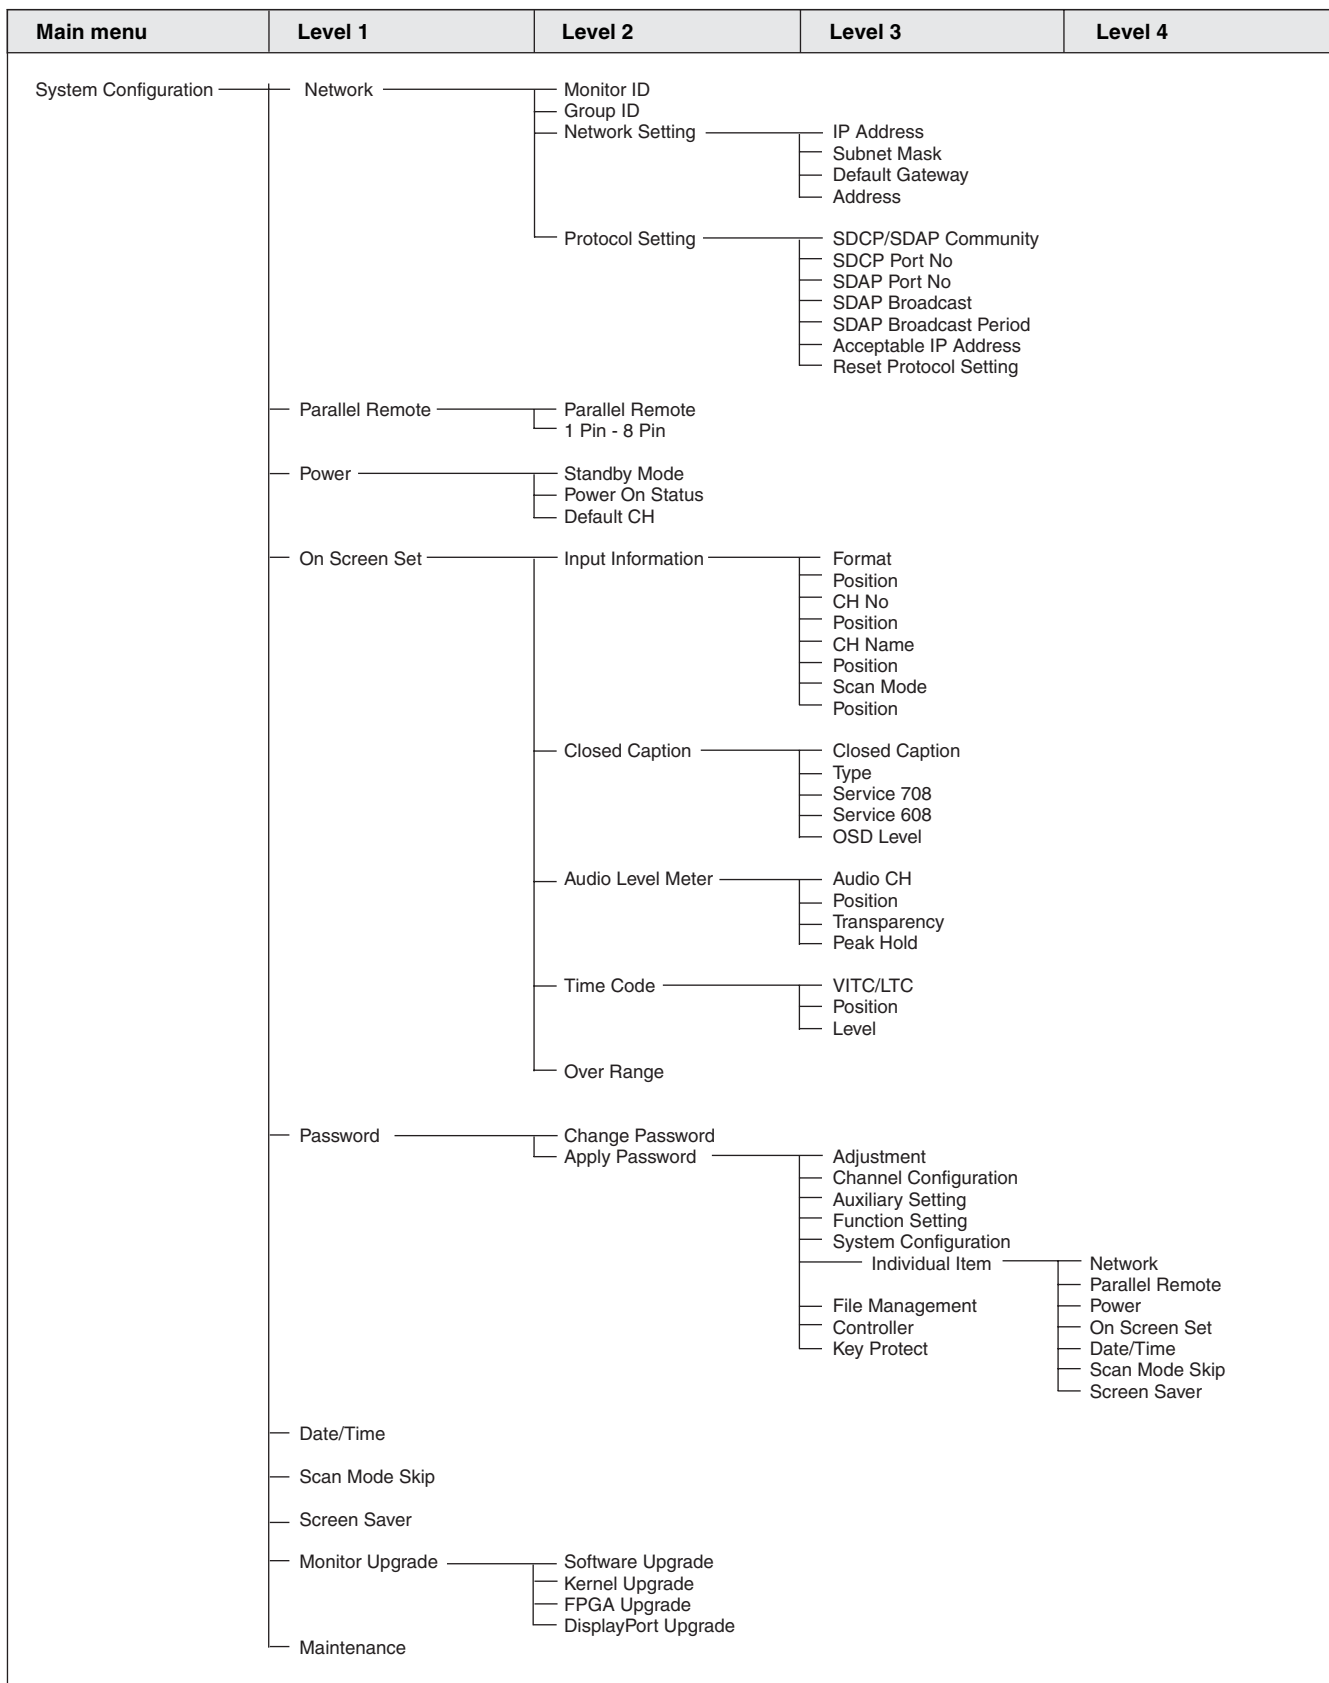 Main menu Level 1 Level 2 Level 3 Level 4
System Configuration Network Monitor ID
Group ID
Network Setting IP Address
Subnet Mask
Default Gateway
Address
Protocol Setting SDCP/SDAP Community
SDCP Port No
SDAP Port No
SDAP Broadcast
SDAP Broadcast Period
Acceptable IP Address
Reset Protocol Setting
Parallel Remote Parallel Remote
1 Pin - 8 Pin
Power Standby Mode
Power On Status
Default CH
On Screen Set Input Information Format
Position
CH No
Position
CH Name
Position
Scan Mode
Position
Closed Caption Closed Caption
Type
Service 708
Service 608
OSD Level
Audio Level Meter Audio CH
Position
Transparency
Peak Hold
Time Code VITC/LTC
Position
Level
Over Range
Password Change Password
Apply Password Adjustment
Channel Configuration
Auxiliary Setting
Function Setting
System Configuration
Individual Item Network
Parallel Remote
File Management Power
Controller On Screen Set
Key Protect Date/Time
Scan Mode Skip
Screen Saver
Date/Time
Scan Mode Skip
Screen Saver
Monitor Upgrade Software Upgrade
Kernel Upgrade
FPGA Upgrade
DisplayPort Upgrade
Maintenance